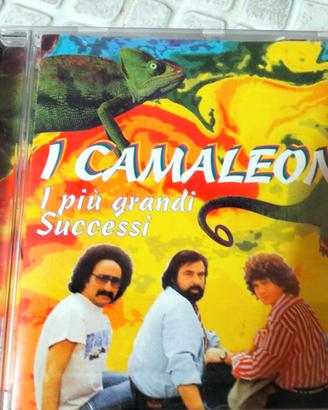 I CAMALEON
I più grandi
Successi